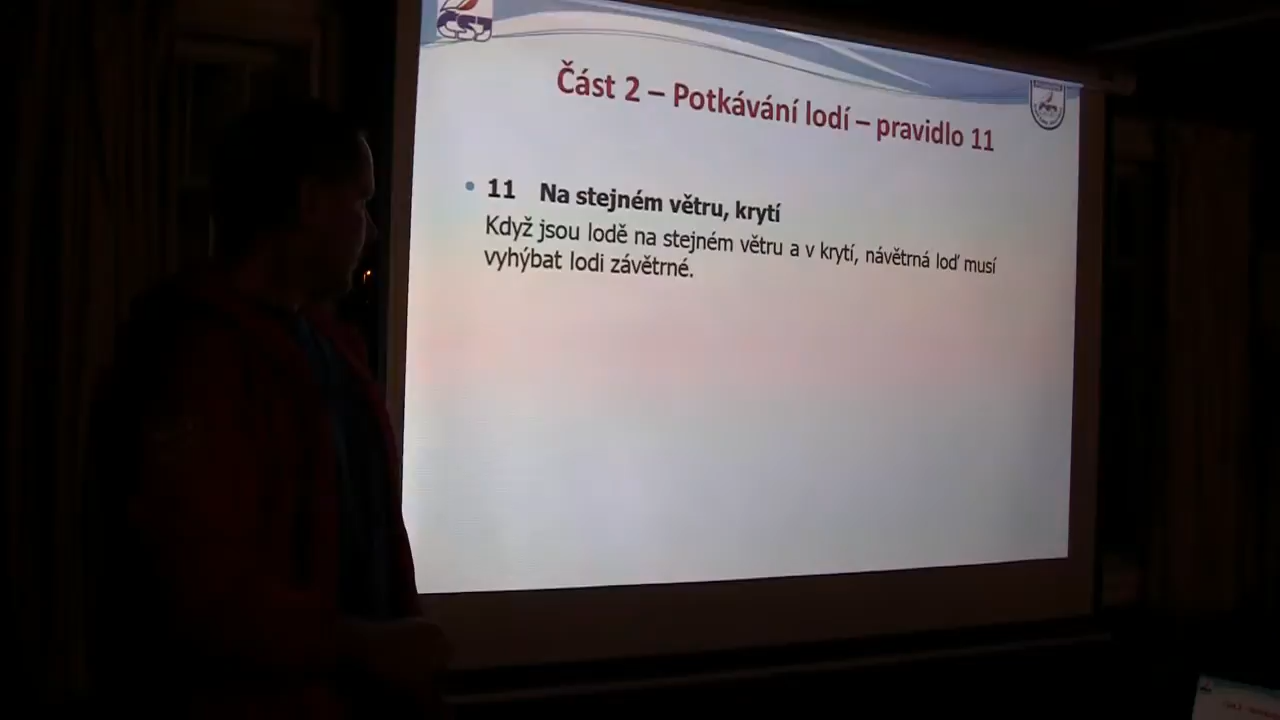 ČSJ
Část 2 – Potkávání lodí – pravidlo 11
11 Na stejném větru, krytí
Když jsou lodě na stejném větru a v krytí, návětrná loď musí
vyhýbat lodi závětrné.